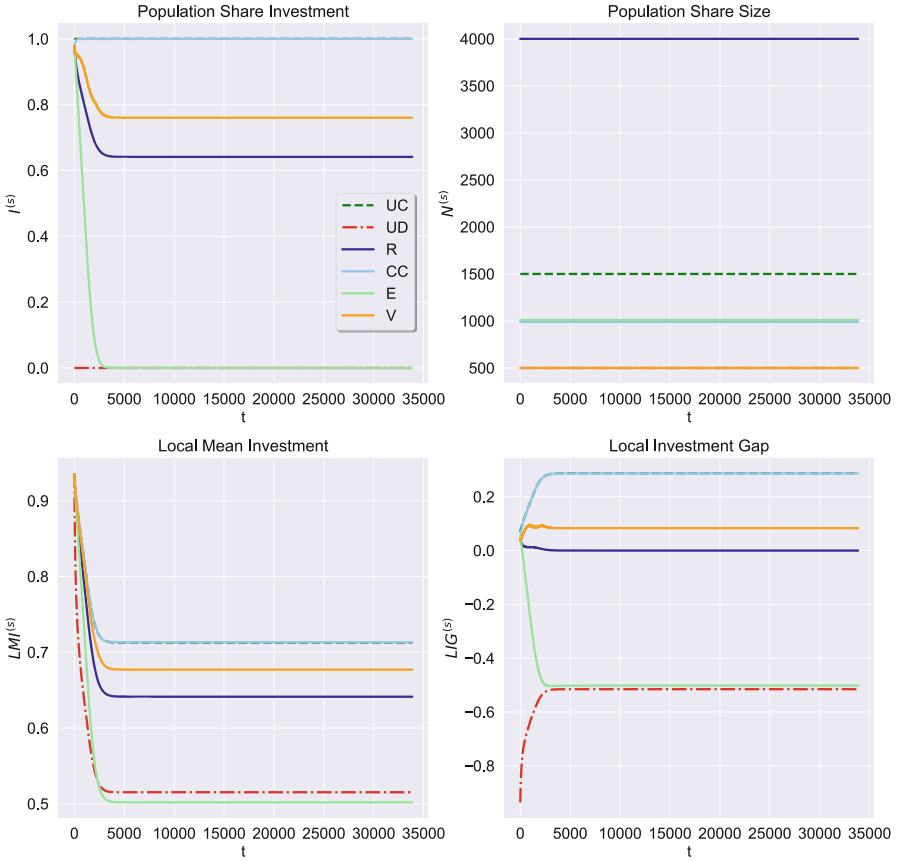 Population Share Investment
1.0
0.8
0.6
0.4
0.2
0.0
I^(s)
UC
UD
R
CC
E
V
0 5000 10000 15000 20000 25000 30000 35000
t
Population Share Size
4000
3500
3000
2500
2000
1500
1000
500
N^(s)
0 5000 10000 15000 20000 25000 30000 35000
t
Local Mean Investment
0.9
0.8
0.7
0.6
0.5
LMI^(s)
0 5000 10000 15000 20000 25000 30000 35000
t
Local Investment Gap
0.2
0.0
−0.2
−0.4
−0.6
−0.8
LIG^(s)
0 5000 10000 15000 20000 25000 30000 35000
t